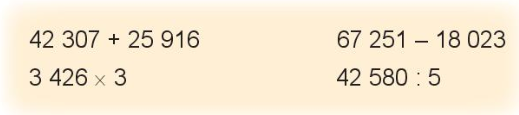 42 307 + 25 916
67 251 – 18 023
3 426 × 3
42 580 : 5